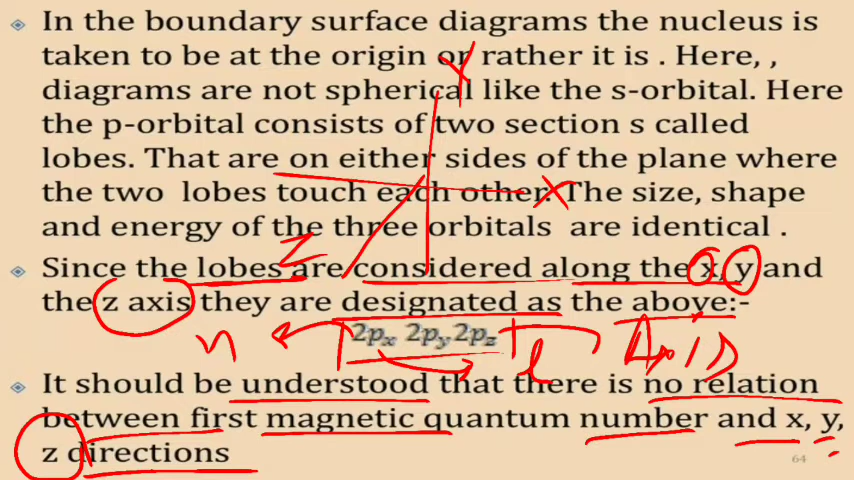 In the boundary surface diagrams the nucleus is
taken to be at the origin or rather it is . Here, ,
diagrams are not spherical like the s-orbital. Here
the p-orbital consists of two section s called
lobes. That are on either sides of the plane where
the two lobes touch each other. The size, shape
and energy of the three orbitals are identical .
Since the lobes are considered along the x, y and
the z axis they are designated as the above:-
2px 2py 2pz
It should be understood that there is no relation
between first magnetic quantum number and x, y,
z directions
64
Y
X
Z
n
l
Axis